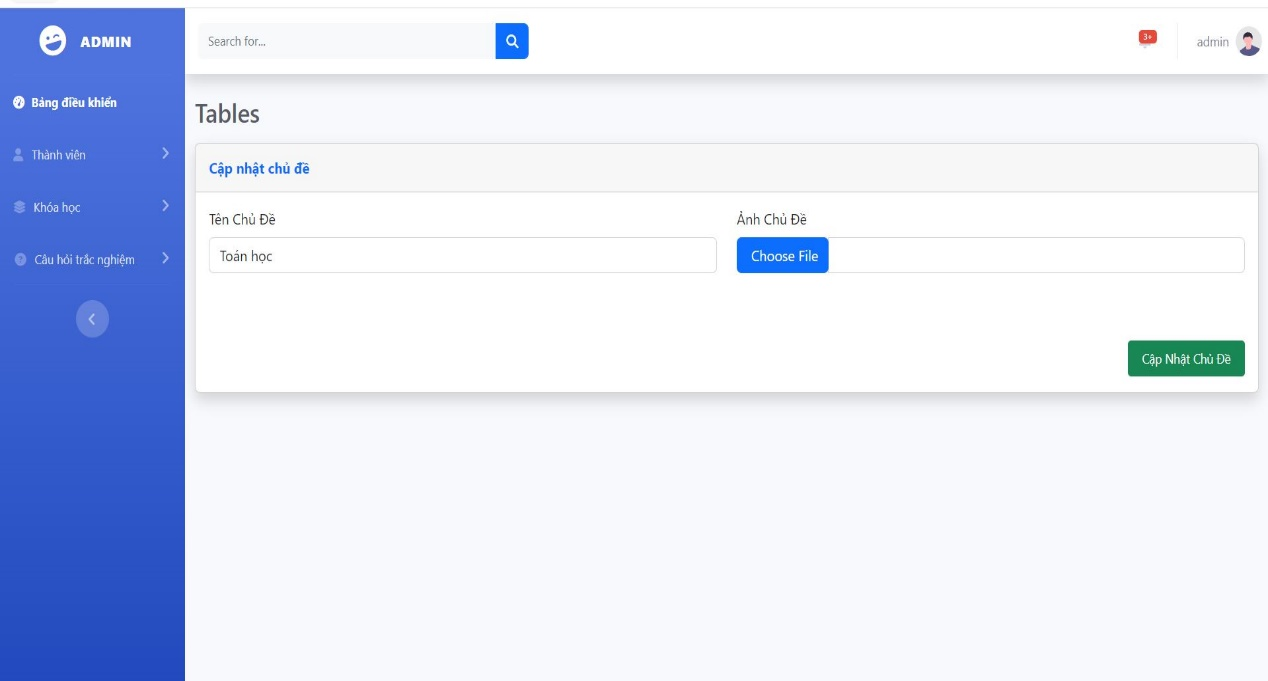 ADMIN
Search for...
3+
admin
Bảng điều khiển
Thành viên
Khóa học
Câu hỏi trắc nghiệm
Tables
Cập nhật chủ đề
Tên Chủ Đề
Ảnh Chủ Đề
Toán học
Choose File
Cập Nhật Chủ Đề